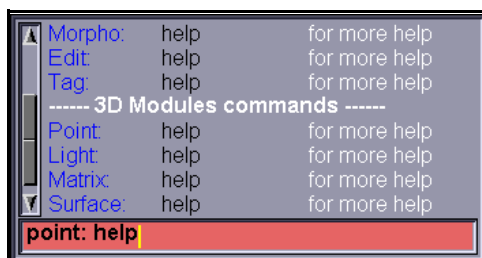 Morpho: help for more help
Edit: help for more help
Tag: help for more help
------ 3D Modules commands ------
Point: help for more help
Light: help for more help
Matrix: help for more help
Surface: help for more help
point: help